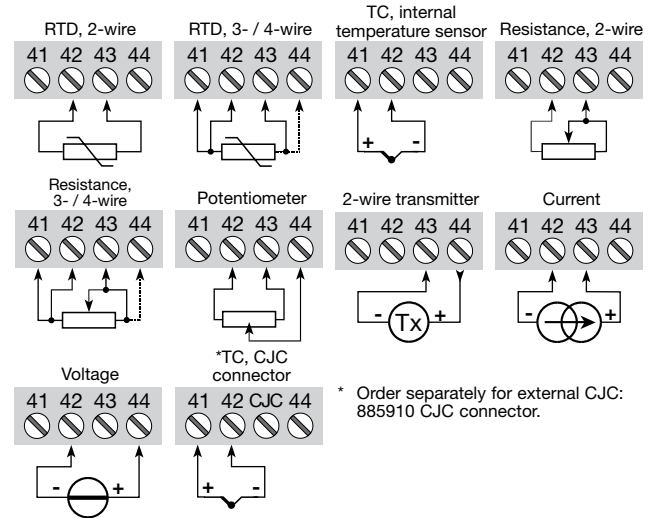 RTD, 2-wire
41 42 43 44
RTD, 3- / 4-wire
41 42 43 44
TC, internal
temperature sensor
41 42 43 44
+ -
Resistance, 2-wire
41 42 43 44
Resistance,
3- / 4-wire
41 42 43 44
Potentiometer
41 42 43 44
2-wire transmitter
41 42 43 44
- Tx +
Current
41 42 43 44
- +
Voltage
41 42 43 44
- +
*TC, CJC
connector
41 42 CJC 44
+ -
* Order separately for external CJC:
885910 CJC connector.